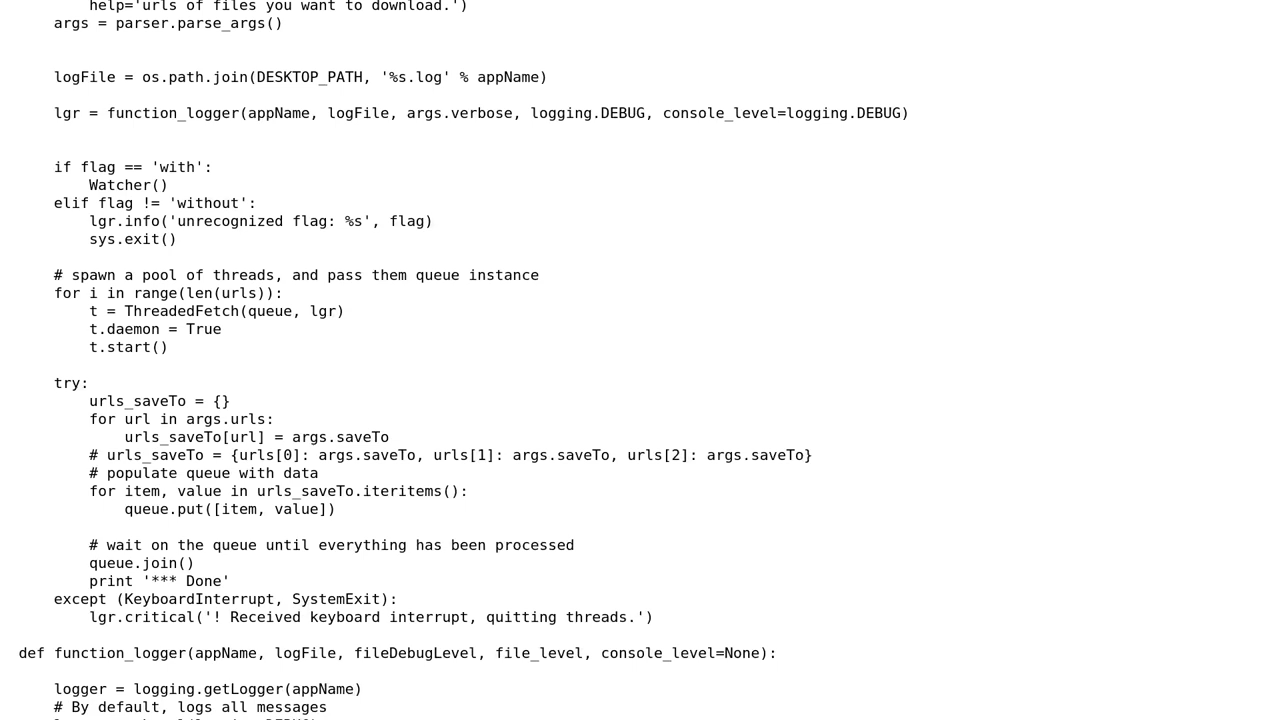 help='urls of files you want to download.')
args = parser.parse_args()
logFile = os.path.join(DESKTOP_PATH, '%s.log' % appName)
lgr = function_logger(appName, logFile, args.verbose, logging.DEBUG, console_level=logging.DEBUG)
if flag == 'with':
Watcher()
elif flag != 'without':
lgr.info('unrecognized flag: %s', flag)
sys.exit()
# spawn a pool of threads, and pass them queue instance
for i in range(len(urls)):
t = ThreadedFetch(queue, lgr)
t.daemon = True
t.start()
try:
urls_saveTo = {}
for url in args.urls:
urls_saveTo[url] = args.saveTo
# urls_saveTo = {urls[0]: args.saveTo, urls[1]: args.saveTo, urls[2]: args.saveTo}
# populate queue with data
for item, value in urls_saveTo.iteritems():
queue.put([item, value])
# wait on the queue until everything has been processed
queue.join()
print '*** Done'
except (KeyboardInterrupt, SystemExit):
lgr.critical('! Received keyboard interrupt, quitting threads.')
def function_logger(appName, logFile, fileDebugLevel, file_level, console_level=None):
logger = logging.getLogger(appName)
# By default, logs all messages